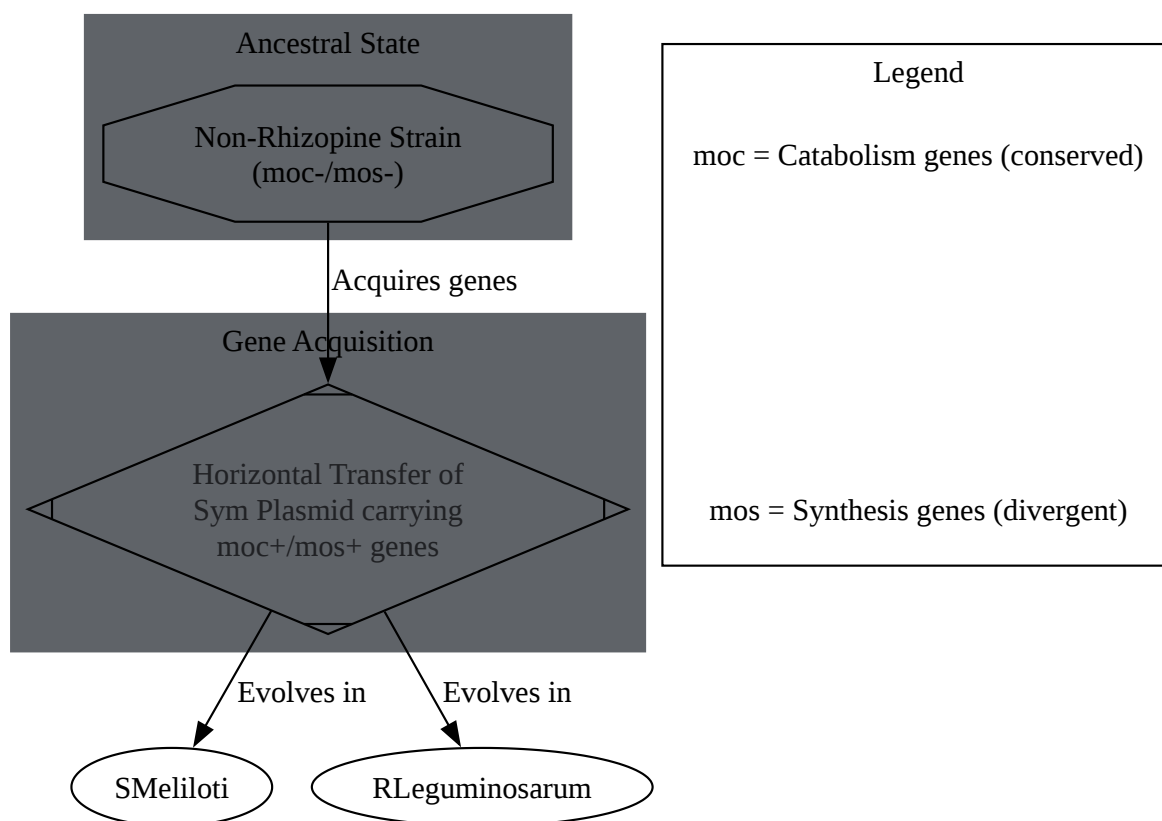 Ancestral State
Non-Rhizopine Strain
(moc-/mos-)
Acquires genes
Gene Acquisition
Horizontal Transfer of
Sym Plasmid carrying
moc+/mos+ genes
Evolves in
Evolves in
SMeliloti
RLeguminosarum
Legend
moc = Catabolism genes (conserved)
mos = Synthesis genes (divergent)